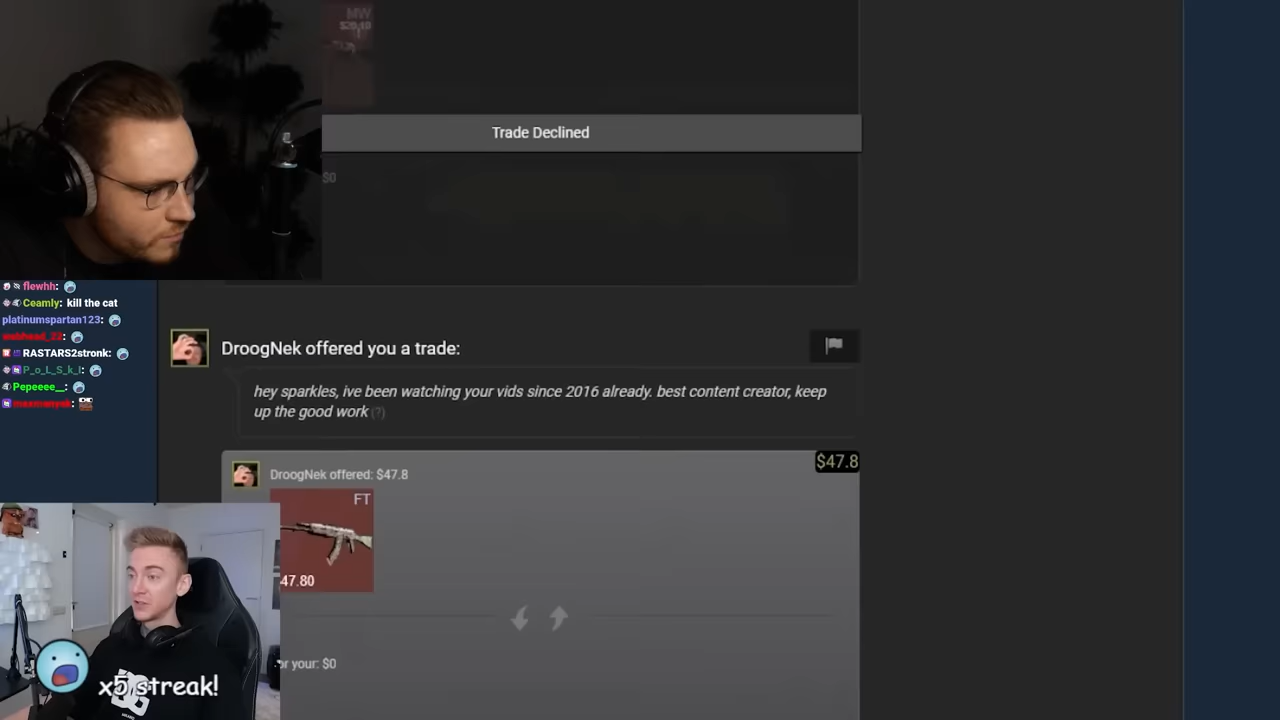 MW
$0
Trade Declined
flewhh:
Ceamly: kill the cat
platinumspartan123:
RASTARS2stronk:
P_o_L_S_k_I:
Pepeeee__:
DroogNek offered you a trade:
hey sparkles, ive been watching your vids since 2016 already. best content creator, keep
up the good work (?)
$47.8
DroogNek offered: $47.8
FT
47.80
or your: $0
x5 streak!